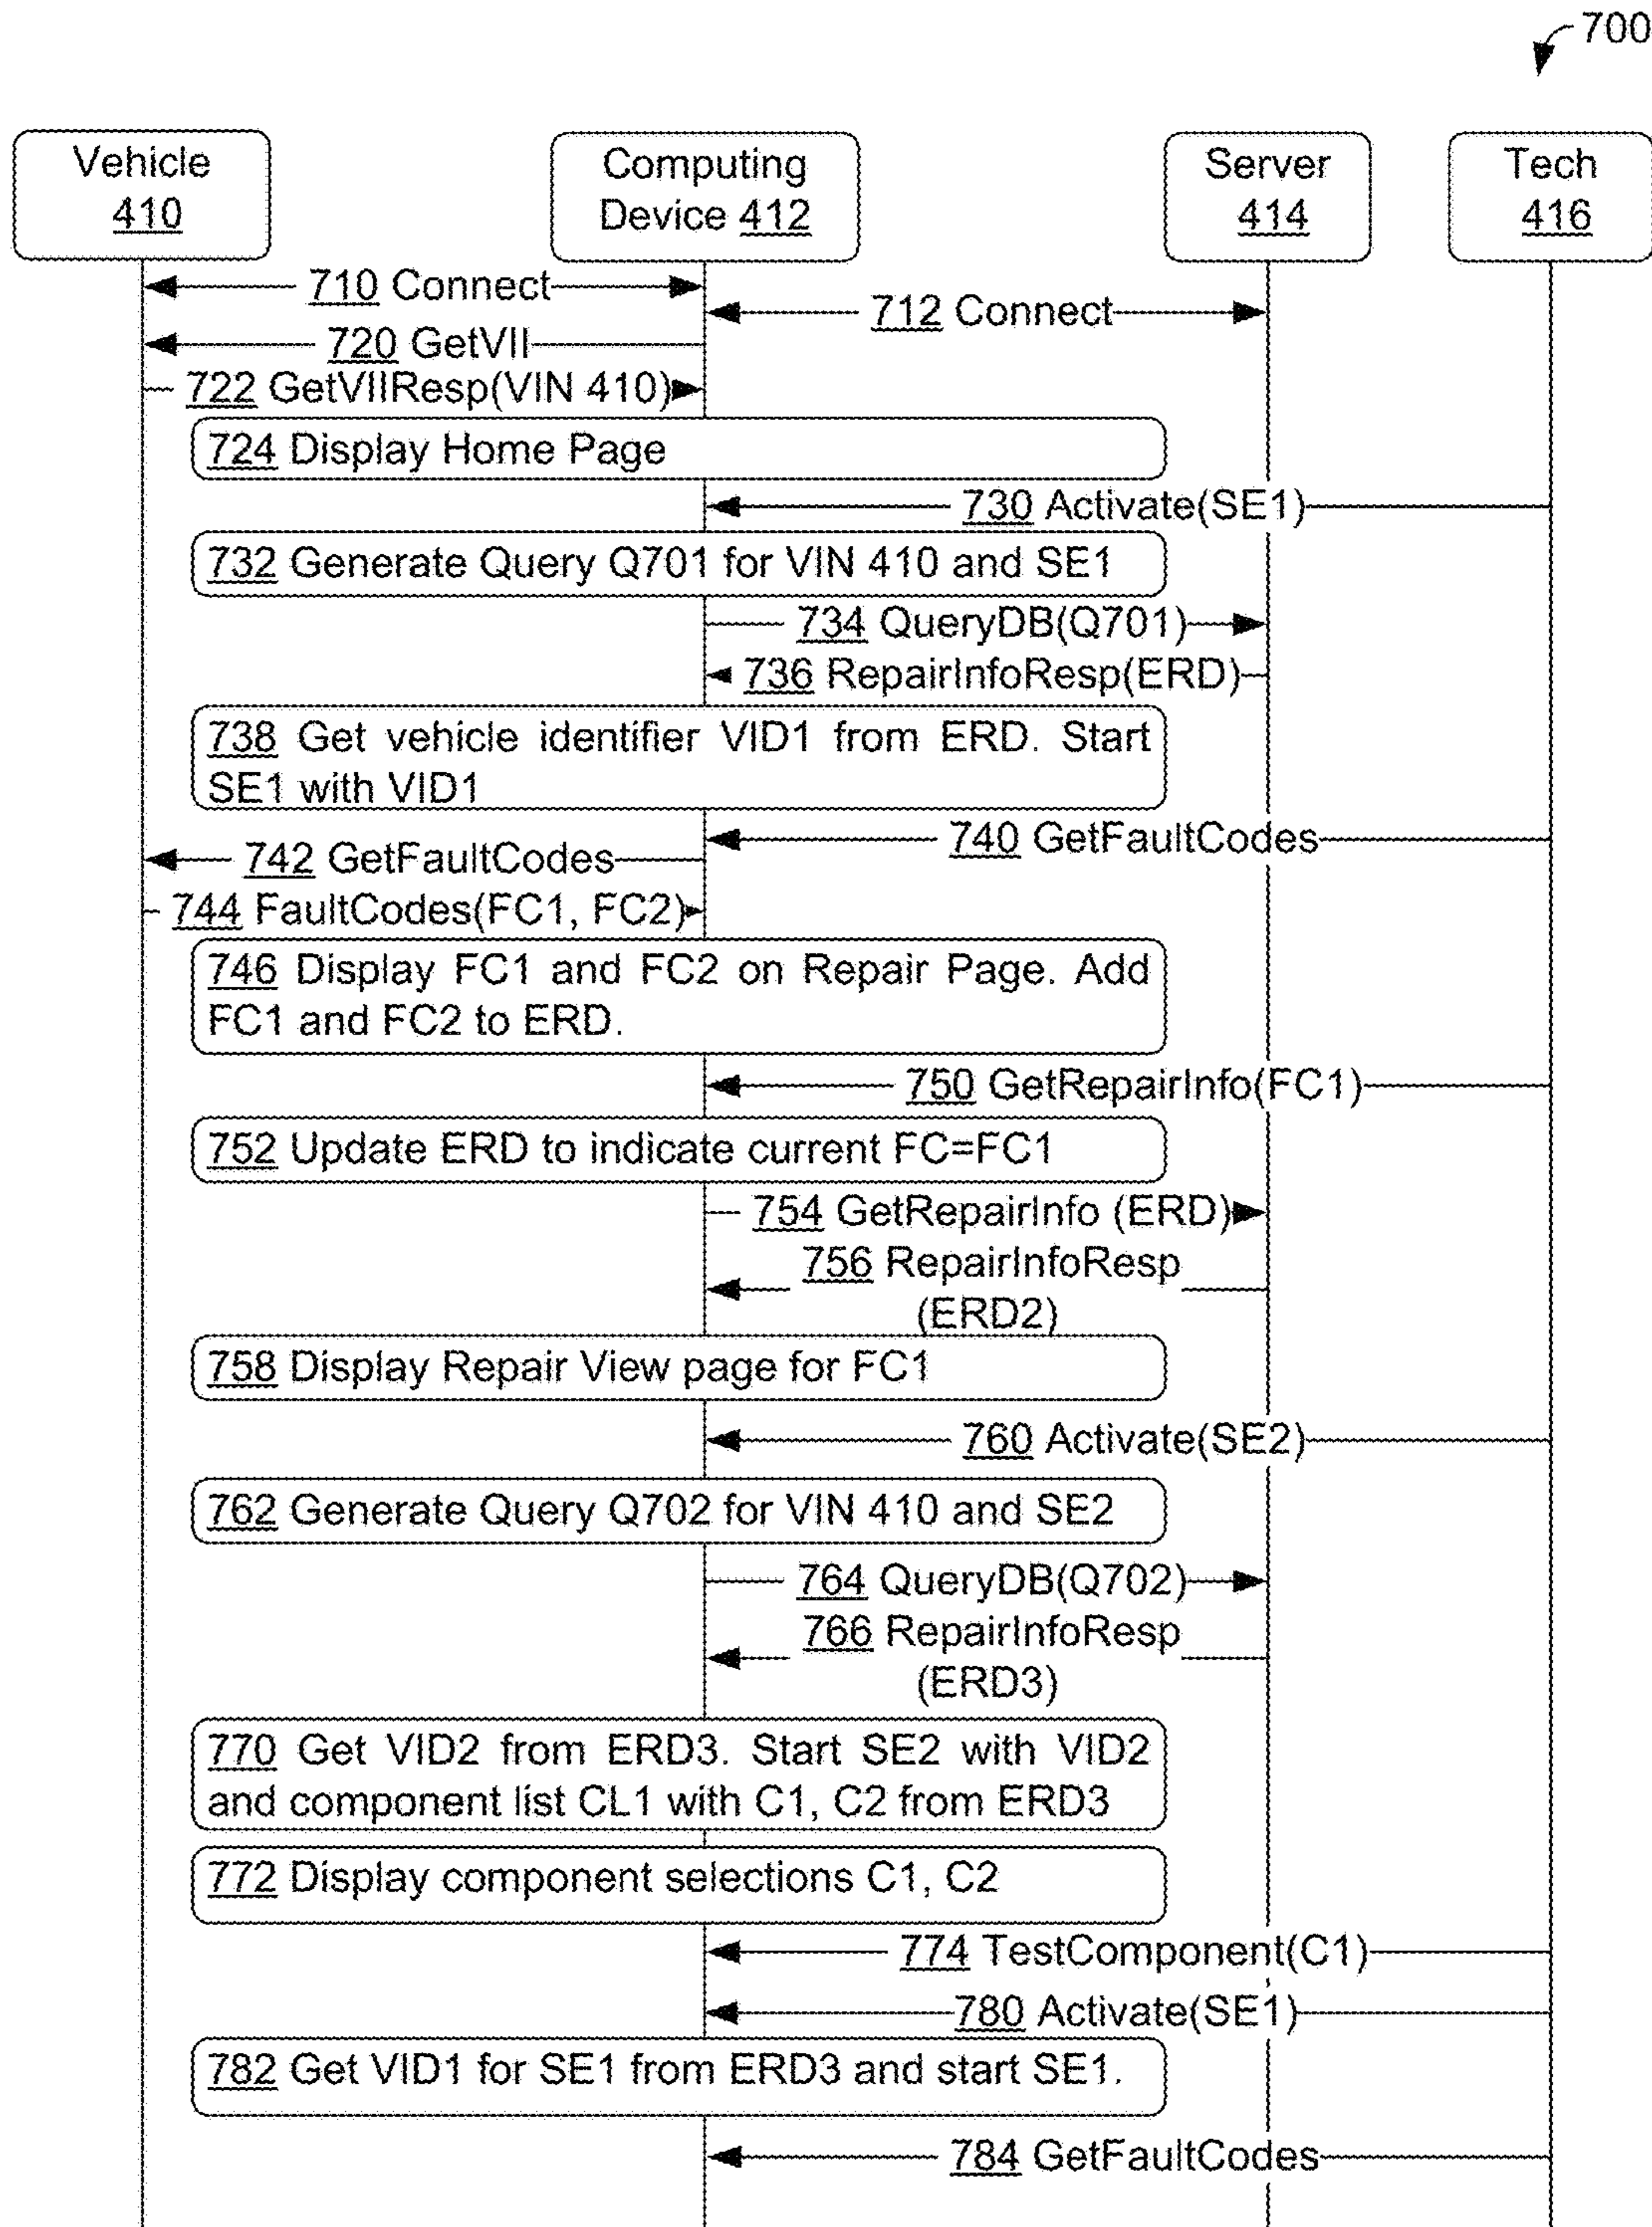 700
Vehicle
410
Computing
Device 412
Server
414
Tech
416
710 Connect
712 Connect
720 GetVII
722 GetVIIResp(VIN 410)
724 Display Home Page
730 Activate(SE1)
732 Generate Query Q701 for VIN 410 and SE1
734 QueryDB(Q701)
736 RepairInfoResp(ERD)
738 Get vehicle identifier VID1 from ERD. Start
SE1 with VID1
740 GetFaultCodes
742 GetFaultCodes
744 FaultCodes(FC1, FC2)
746 Display FC1 and FC2 on Repair Page. Add
FC1 and FC2 to ERD.
750 GetRepairInfo(FC1)
752 Update ERD to indicate current FC=FC1
754 GetRepairInfo (ERD)
756 RepairInfoResp
(ERD2)
758 Display Repair View page for FC1
760 Activate(SE2)
762 Generate Query Q702 for VIN 410 and SE2
764 QueryDB(Q702)
766 RepairInfoResp
(ERD3)
770 Get VID2 from ERD3. Start SE2 with VID2
and component list CL1 with C1, C2 from ERD3
772 Display component selections C1, C2
774 TestComponent(C1)
780 Activate(SE1)
782 Get VID1 for SE1 from ERD3 and start SE1.
784 GetFaultCodes